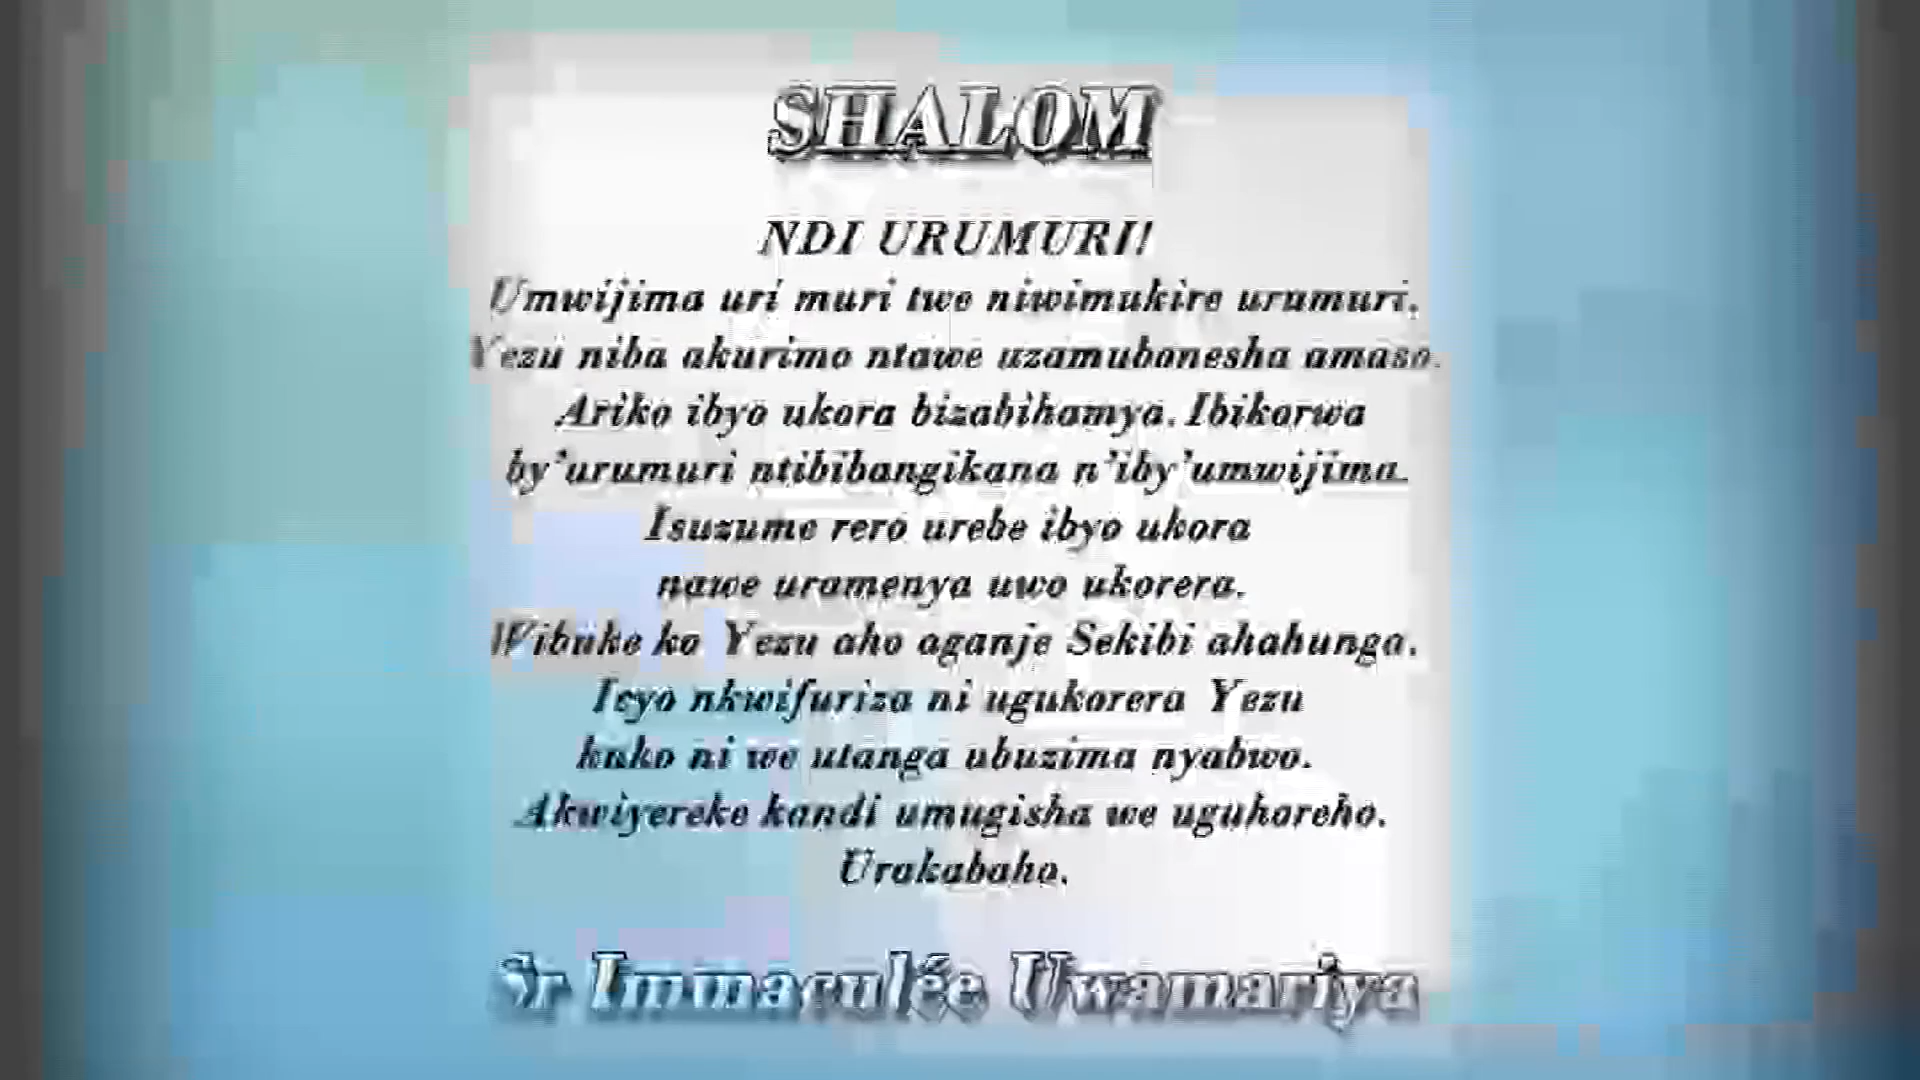 SHALOM
NDI URUMURI!
Umwijima uri muri twe niwimukire urumuri.
Yezu niba akurimo ntawe uzamubonesha amaso.
Ariko ibyo ukora bizabihamya. Ibikorwa
by'urumuri ntibibangikana n'iby'umwijima.
Isuzume rero urebe ibyo ukora
nawe uramenya uwo ukorera.
Wibuke ko Yezu aho aganje Sekibi ahahunga.
Icyo nkwifuriza ni ugukorera Yezu
kuko ni we utanga ubuzima nyabwo.
Akwiyereke kandi umugisha we uguhoreho.
Urakabaho.
Sr Immaculée Uwamariya